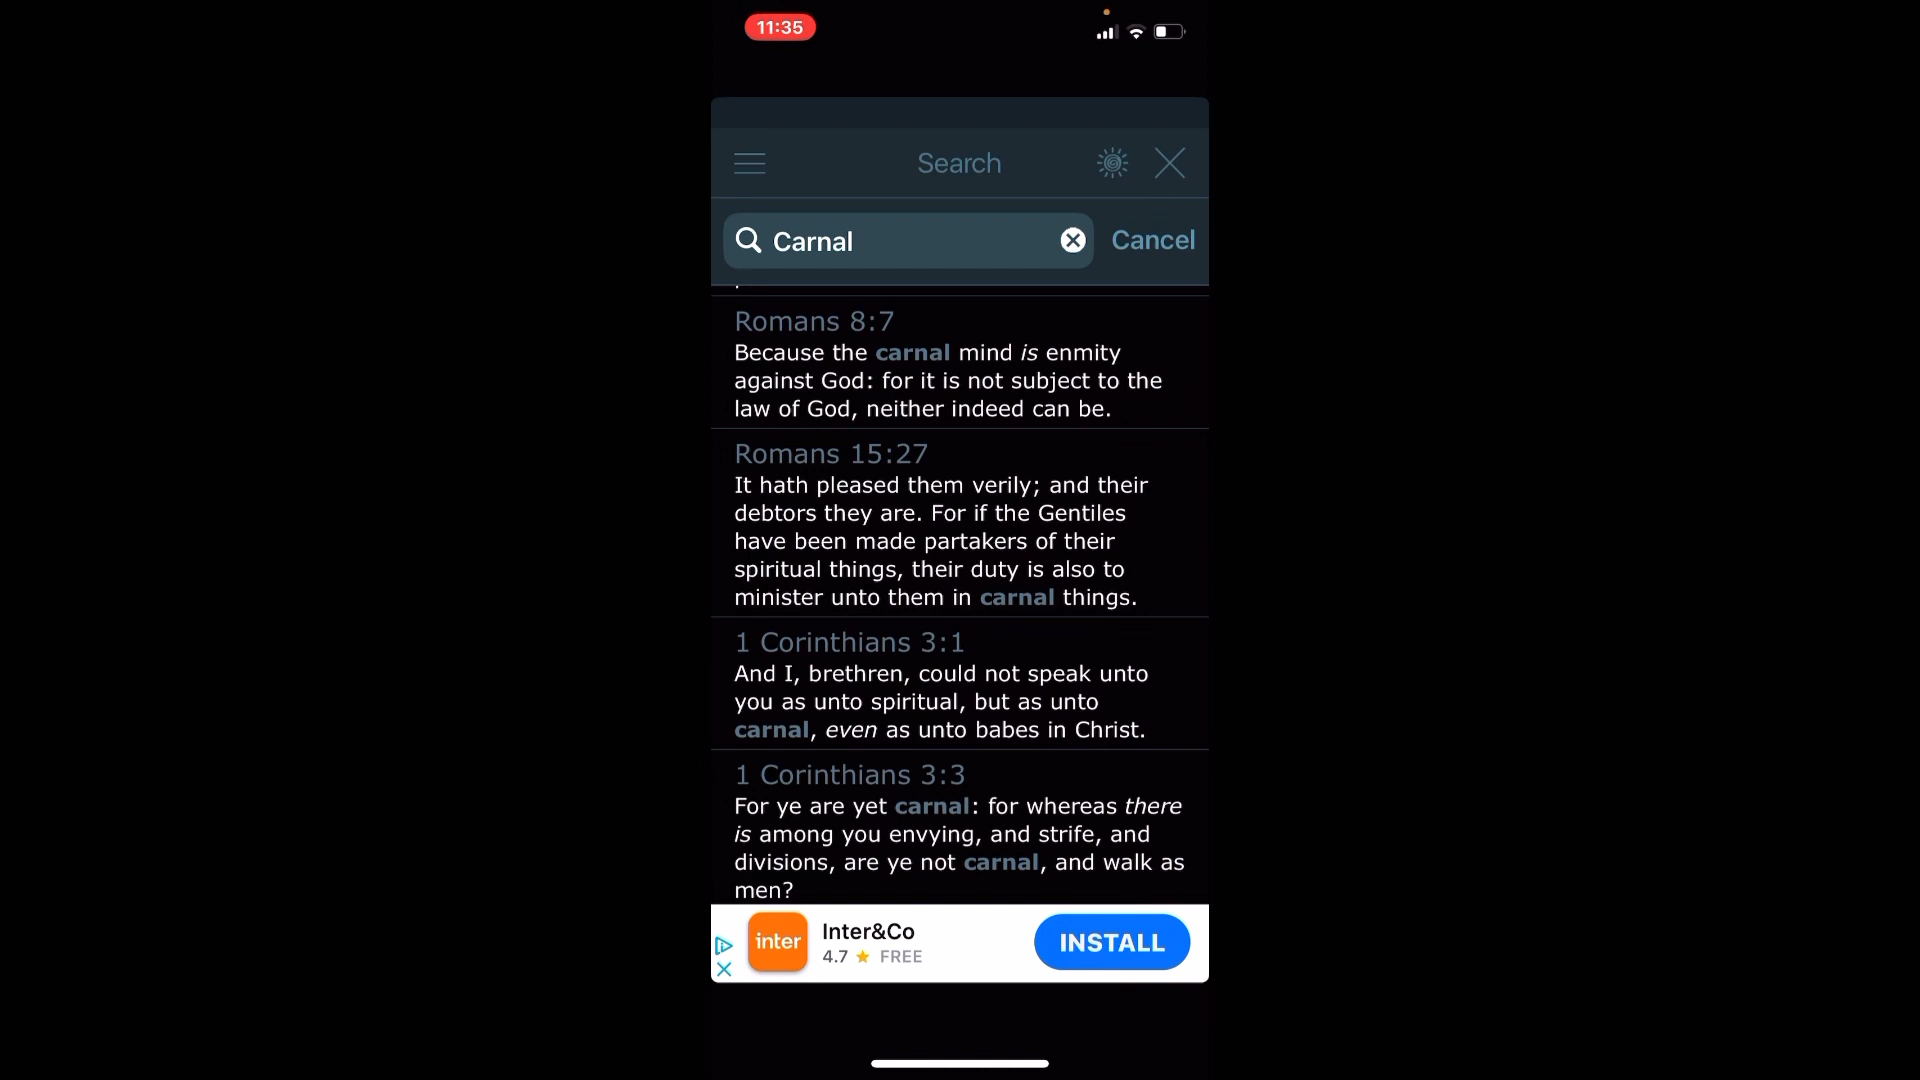 11:35
Search
Carnal
Cancel
Romans 8:7
Because the carnal mind is enmity
against God: for it is not subject to the
law of God, neither indeed can be.
Romans 15:27
It hath pleased them verily; and their
debtors they are. For if the Gentiles
have been made partakers of their
spiritual things, their duty is also to
minister unto them in carnal things.
1 Corinthians 3:1
And I, brethren, could not speak unto
you as unto spiritual, but as unto
carnal, even as unto babes in Christ.
1 Corinthians 3:3
For ye are yet carnal: for whereas there
is among you envying, and strife, and
divisions, are ye not carnal, and walk as
men?
inter
Inter&Co
4.7 ★ FREE
INSTALL